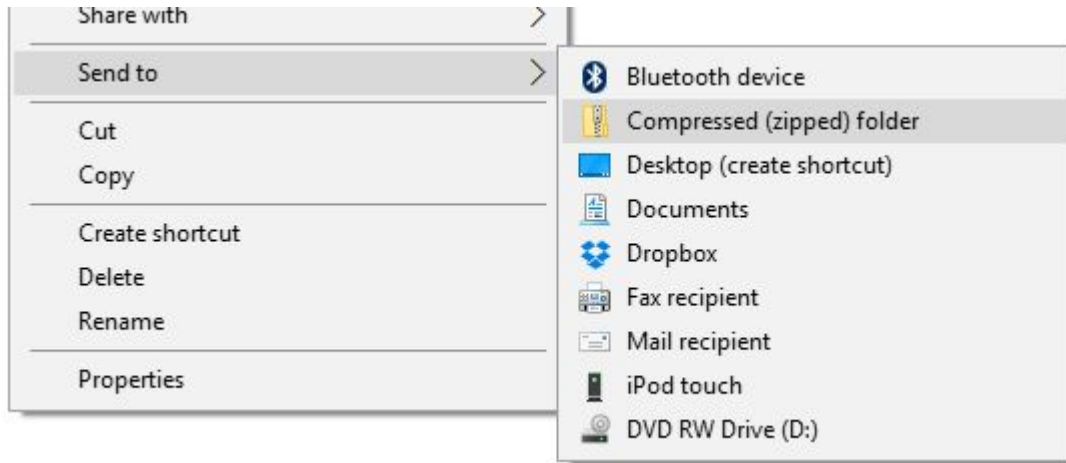 Share with
Send to
Cut
Copy
Create shortcut
Delete
Rename
Properties
Bluetooth device
Compressed (zipped) folder
Desktop (create shortcut)
Documents
Dropbox
Fax recipient
Mail recipient
iPod touch
DVD RW Drive (D:)